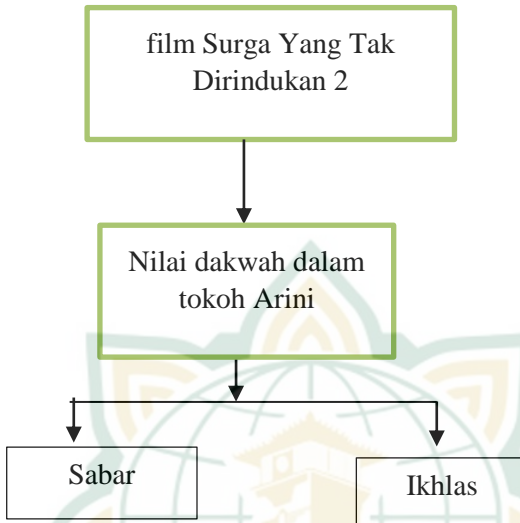 film Surga Yang Tak
Dirindukan 2
Nilai dakwah dalam
tokoh Arini
Sabar
Ikhlas